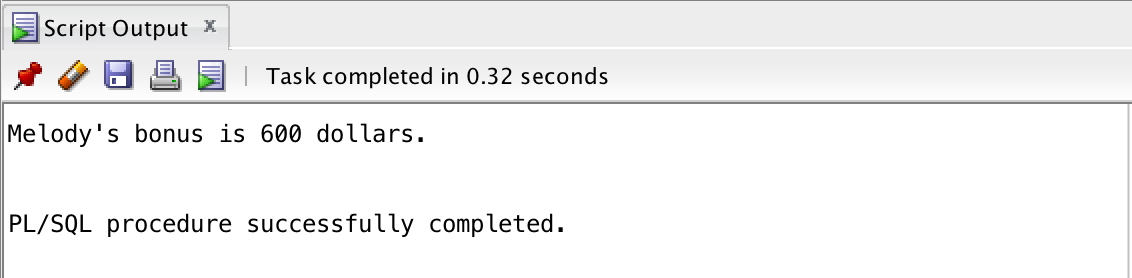 Script Output x
Task completed in 0.32 seconds
Melody's bonus is 600 dollars.
PL/SQL procedure successfully completed.